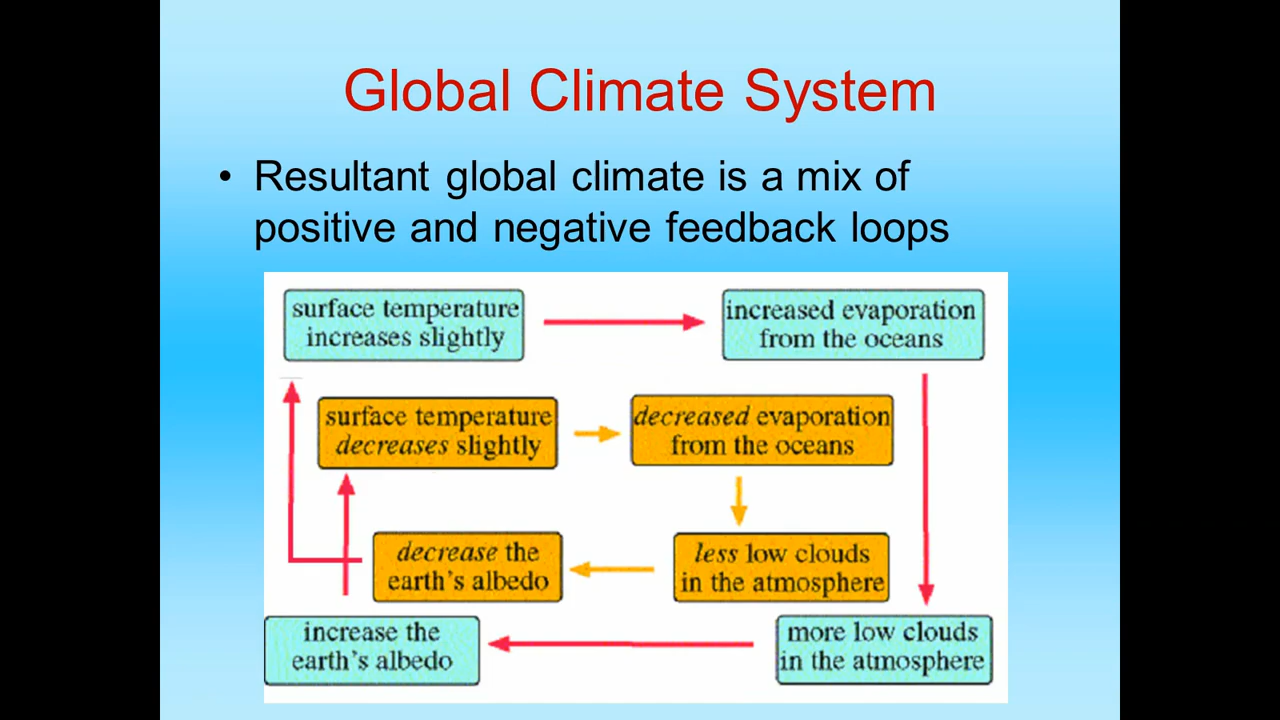 Global Climate System
• Resultant global climate is a mix of
positive and negative feedback loops
surface temperature
increases slightly
increased evaporation
from the oceans
surface temperature
decreases slightly
decreased evaporation
from the oceans
decrease the
earth's albedo
less low clouds
in the atmosphere
increase the
earth's albedo
more low clouds
in the atmosphere